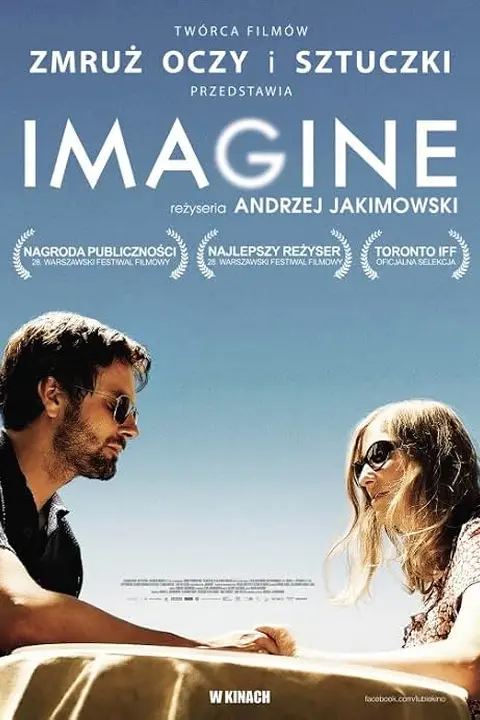 TWÓRCA FILMÓW
ZMRUŻ OCZY i SZTUCZKI
PRZEDSTAWIA
IMAGINE
reżyseria ANDRZEJ JAKIMOWSKI
NAGRODA PUBLICZNOŚCI
28. WARSZAWSKI FESTIWAL FILMOWY
NAJLEPSZY REŻYSER
28. WARSZAWSKI FESTIWAL FILMOWY
TORONTO IFF
OFICJALNA SELEKCJA
W KINACH
facebook.com/lubiekino